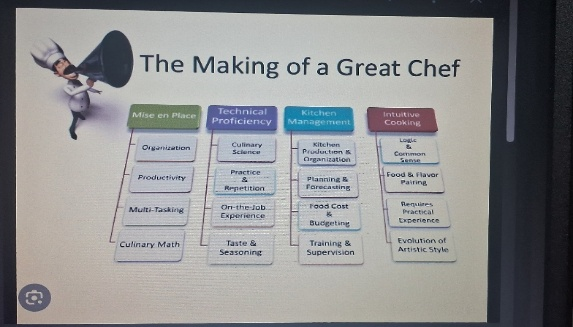 The Making of a Great Chef
Mise en Place
Organization
Productivity
Multi-Tasking
Culinary Math
Technical
Proficiency
Culinary
Science
Practice
&
Repetition
On-the-Job
Experience
Taste &
Seasoning
Kitchen
Management
Kitchen
Production &
Organization
Planning &
Forecasting
Food Cost
&
Budgeting
Training &
Supervision
Intuitive
Cooking
Logic
&
Common
Sense
Food & Flavor
Pairing
Requires
Practical
Experience
Evolution of
Artistic Style